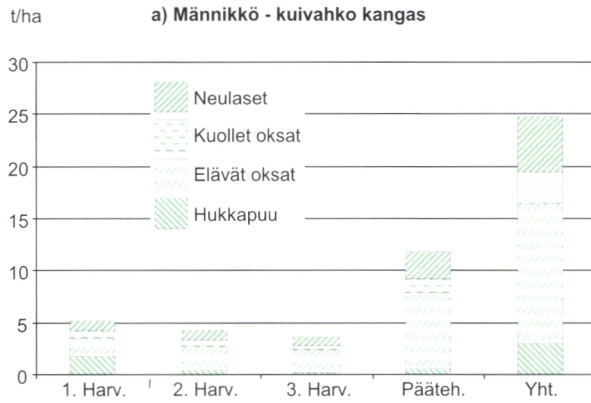 t/ha
a) Männikkö - kuivahko kangas
30
25
20
15
10
5
0
Neulaset
Kuollet oksat
Elävät oksat
Hukkapuu
1. Harv.
2. Harv.
3. Harv.
Pääteh.
Yht.